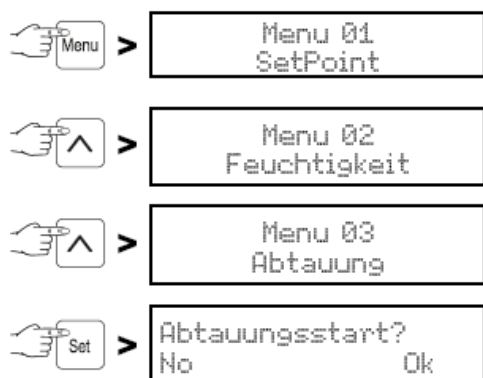 Menu
>
Menu 01
SetPoint
>
Menu 02
Feuchtigkeit
>
Menu 03
Abtauung
Set
>
Abtauungsstart?
No Ok